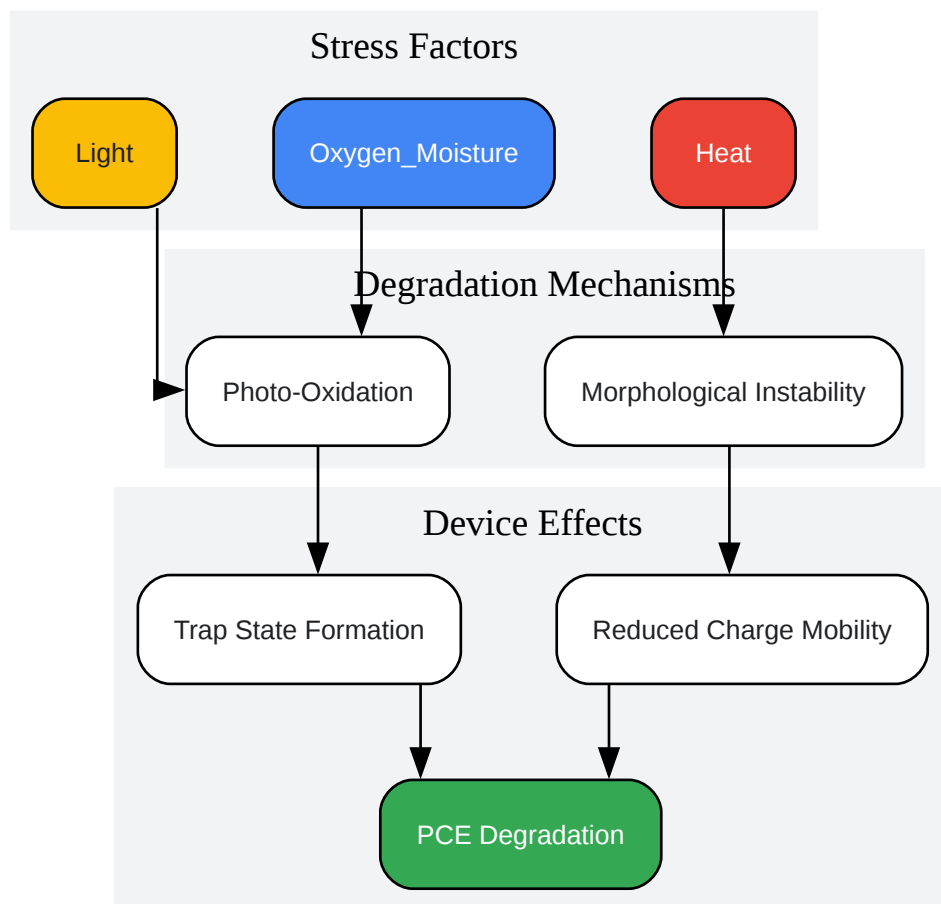 Stress Factors
Light
Oxygen_Moisture
Heat
Degradation Mechanisms
Photo-Oxidation
Morphological Instability
Device Effects
Trap State Formation
Reduced Charge Mobility
PCE Degradation